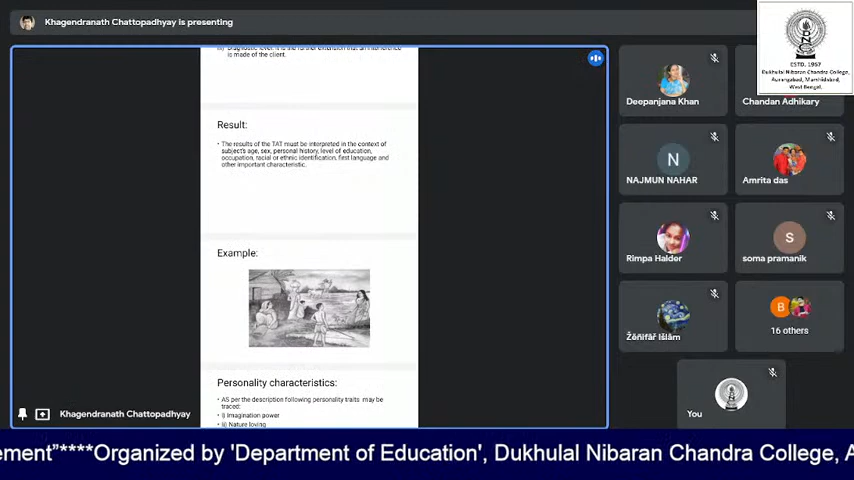 Khagendranath Chattopadhyay is presenting
is made of the client.
Result:
• The results of the TAT must be interpreted in the context of
subject's age, sex, personal history, level of education,
occupation, racial or ethnic identification, first language and
other important characteristic.
Example:
Personality characteristics:
• AS per the description following personality traits may be
traced:
• i) Imagination power
• ii) Nature loving
Khagendranath Chattopadhyay
Deepanjana Khan
Chandan Adhikary
N
NAJMUN NAHAR
Amrita das
Rimpa Halder
S
soma pramanik
Žëñifâř Išlâm
B
16 others
You
ESTD. 1967
Dukhulal Nibaran Chandra College,
Aurangabad, Murshidabad,
West Bengal,
ement”****Organized by 'Department of Education', Dukhulal Nibaran Chandra College, A